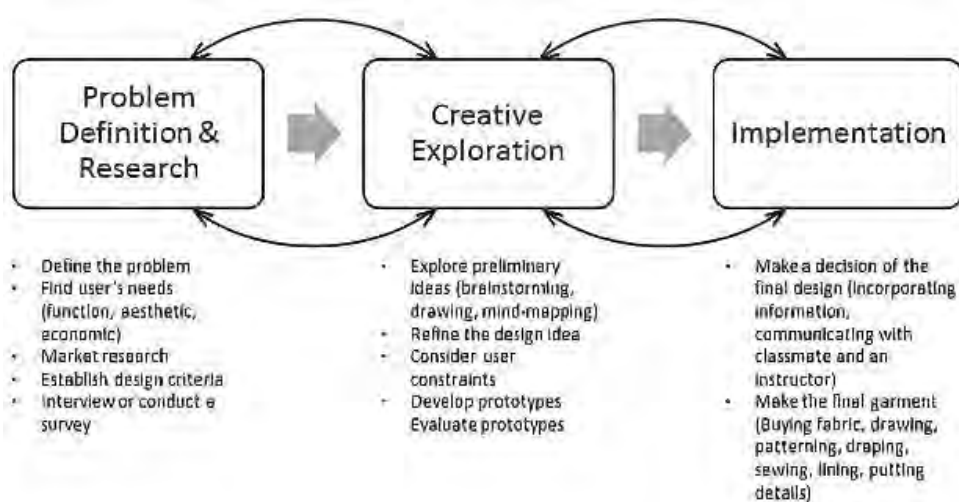 Problem
Definition &
Research
Creative
Exploration
Implementation
· Define the problem
· Find user's needs
(function, aesthetic,
economic)
· Market research
· Establish design criteria
· Interview or conduct a
survey
· Explore preliminary
ideas (brainstorming,
drawing, mind-mapping)
· Refine the design idea
· Consider user
constraints
· Develop prototypes
Evaluate prototypes
· Make a decision of the
final design (incorporating
information,
communicating with
classmate and an
instructor)
· Make the final garment
(Buying fabric, drawing,
patterning, draping,
sewing, lining, putting
details)